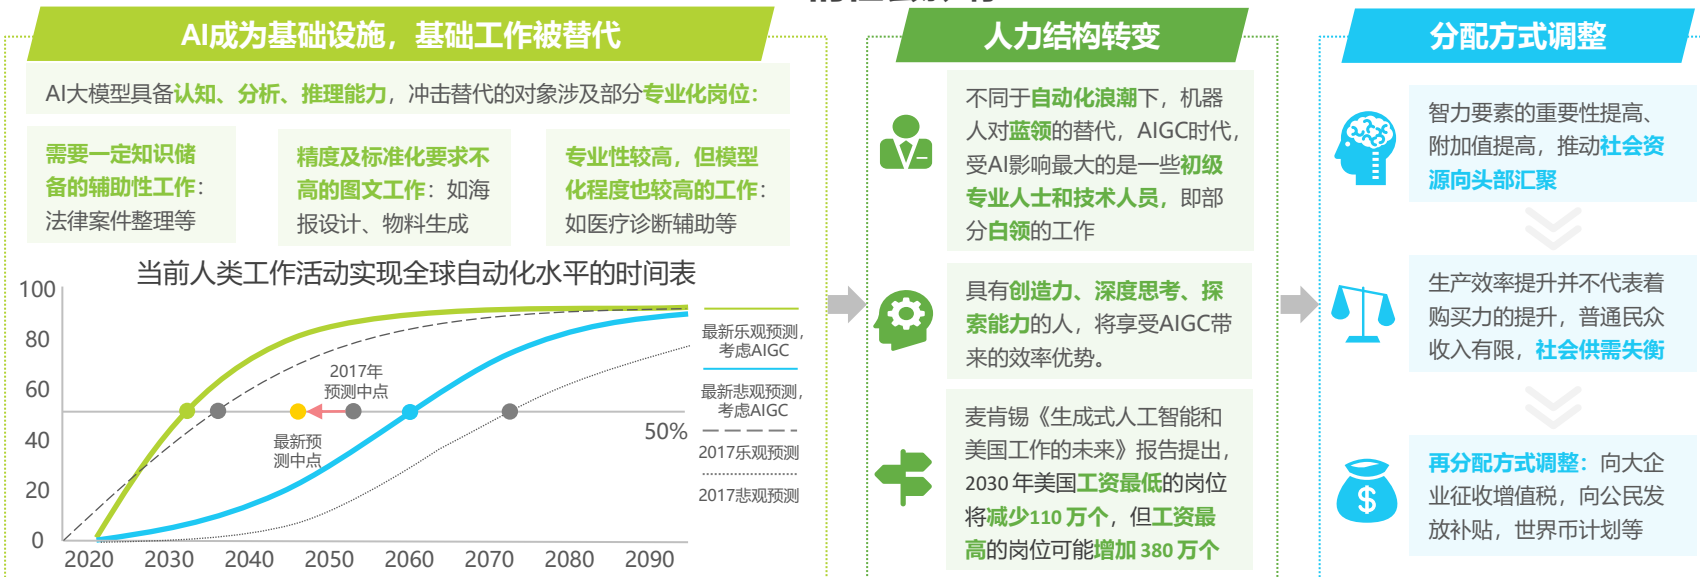 AI成为基础设施，基础工作被替代
AI大模型具备认知、分析、推理能力，冲击替代的对象涉及部分专业化岗位：
需要一定知识储
备的辅助性工作：
法律案件整理等
精度及标准化要求不
高的图文工作：如海
报设计、物料生成
专业性较高，但模型
化程度也较高的工作：
如医疗诊断辅助等
当前人类工作活动实现全球自动化水平的时间表
100
80
60
40
20
0
2020 2030 2040 2050 2060 2070 2080 2090
2017年
预测中点
最新预
测中点
50%
最新乐观预测，
考虑AIGC
最新悲观预测，
考虑AIGC
2017乐观预测
2017悲观预测
人力结构转变
不同于自动化浪潮下，机器
人对蓝领的替代，AIGC时代，
受AI影响最大的是一些初级
专业人士和技术人员，即部
分白领的工作
具有创造力、深度思考、探
索能力的人，将享受AIGC带
来的效率优势。
麦肯锡《生成式人工智能和
美国工作的未来》报告提出，
2030年美国工资最低的岗位
将减少110万个，但工资最
高的岗位可能增加380万个
分配方式调整
智力要素的重要性提高、
附加值提高，推动社会资
源向头部汇聚
生产效率提升并不代表着
购买力的提升，普通民众
收入有限，社会供需失衡
再分配方式调整：向大企
业征收增值税，向公民发
放补贴，世界币计划等